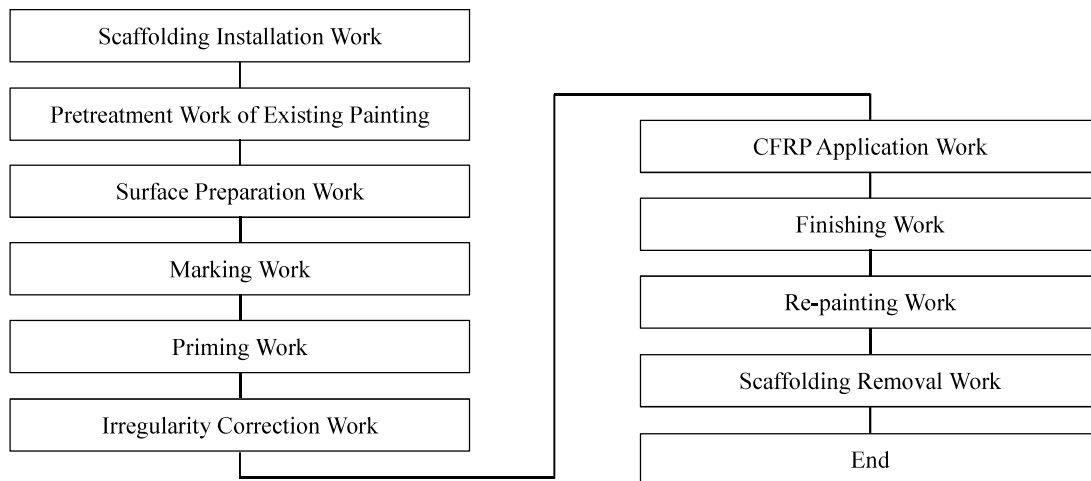 Scaffolding Installation Work
Pretreatment Work of Existing Painting
Surface Preparation Work
Marking Work
Priming Work
Irregularity Correction Work
CFRP Application Work
Finishing Work
Re-painting Work
Scaffolding Removal Work
End